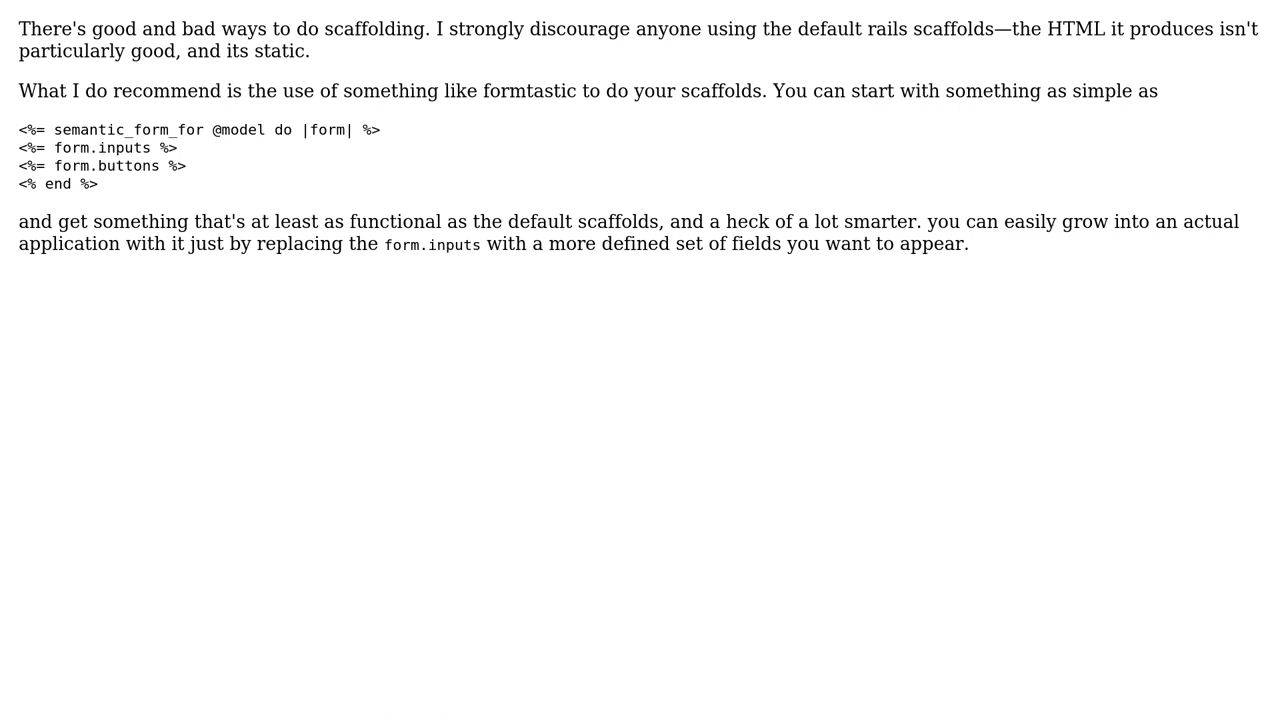 There's good and bad ways to do scaffolding. I strongly discourage anyone using the default rails scaffolds—the HTML it produces isn't
particularly good, and its static.
What I do recommend is the use of something like formtastic to do your scaffolds. You can start with something as simple as
<%= semantic_form_for @model do |form| %>
<%= form.inputs %>
<%= form.buttons %>
<% end %>
and get something that's at least as functional as the default scaffolds, and a heck of a lot smarter. you can easily grow into an actual
application with it just by replacing the form.inputs with a more defined set of fields you want to appear.